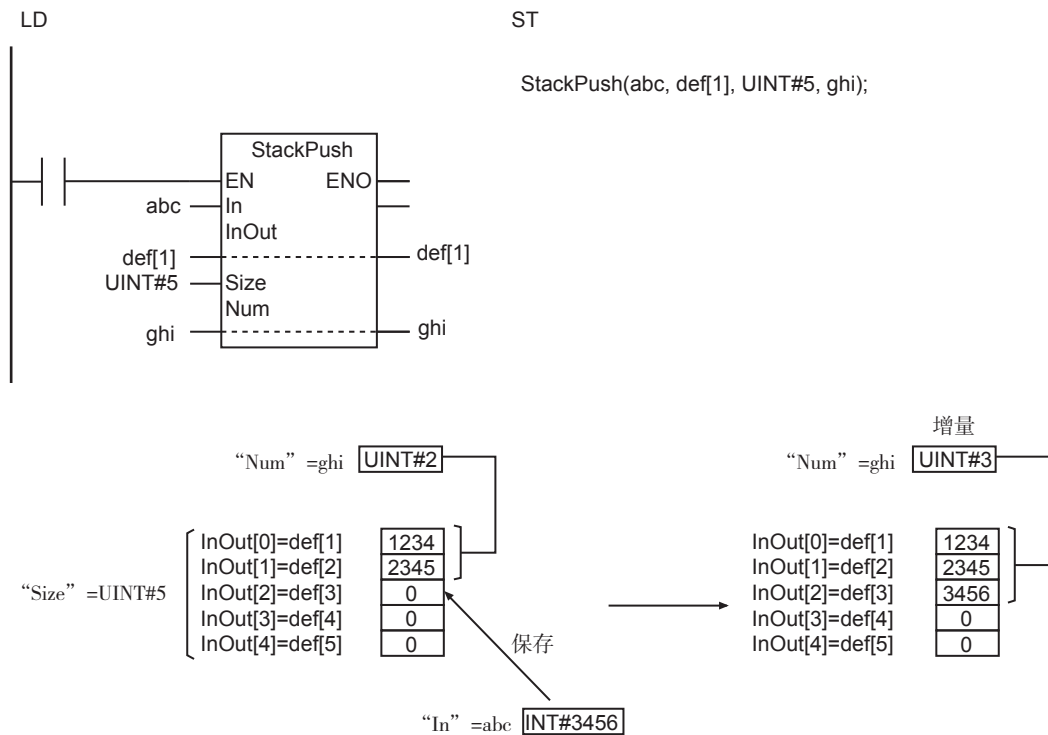 LD
ST
StackPush(abc, def[1], UINT#5, ghi);
StackPush
EN ENO
abc In
InOut
def[1] def[1]
UINT#5 Size
Num
ghi ghi
增量
“Num”=ghi UINT#2
“Num”=ghi UINT#3
“Size”=UINT#5
InOut[0]=def[1] 1234
InOut[1]=def[2] 2345
InOut[2]=def[3] 0
InOut[3]=def[4] 0
InOut[4]=def[5] 0
保存
“In”=abc INT#3456
InOut[0]=def[1] 1234
InOut[1]=def[2] 2345
InOut[2]=def[3] 3456
InOut[3]=def[4] 0
InOut[4]=def[5] 0